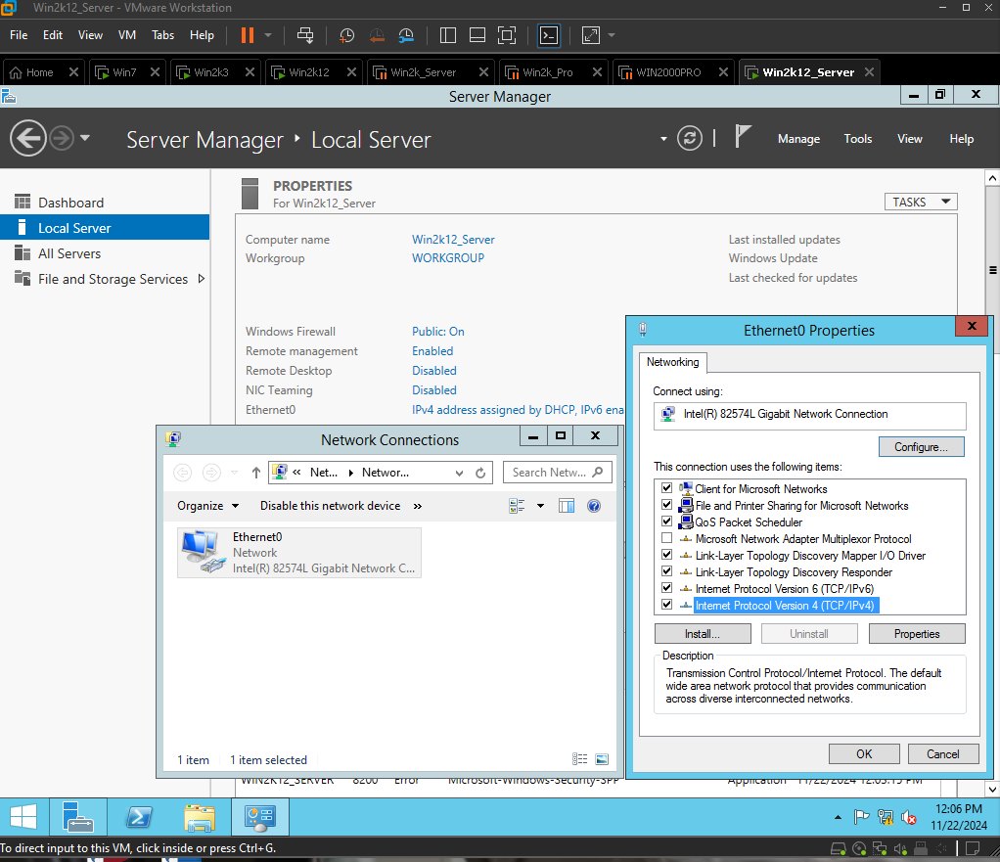 Win2k12_Server - VMware Workstation
File Edit View VM Tabs Help
Home Win7 Win2k3 Win2k12 Win2k_Server Win2k_Pro WIN2000PRO Win2k12_Server
Server Manager
Server Manager Local Server
Manage Tools View Help
Dashboard
Local Server
All Servers
File and Storage Services
PROPERTIES
For Win2k12_Server
TASKS
Computer name Win2k12_Server Last installed updates
Workgroup WORKGROUP Windows Update
Last checked for updates
Windows Firewall Public: On
Remote management Enabled
Remote Desktop Disabled
NIC Teaming Disabled
Ethernet0 IPv4 address assigned by DHCP, IPv6 ena
Network Connections
« Net... Networ... Search Netw...
Organize Disable this network device »
Ethernet0
Network
Intel(R) 82574L Gigabit Network C...
1 item 1 item selected
Ethernet0 Properties
Networking
Connect using:
Intel(R) 82574L Gigabit Network Connection
Configure...
This connection uses the following items:
Client for Microsoft Networks
File and Printer Sharing for Microsoft Networks
QoS Packet Scheduler
Microsoft Network Adapter Multiplexor Protocol
Link-Layer Topology Discovery Mapper I/O Driver
Link-Layer Topology Discovery Responder
Internet Protocol Version 6 (TCP/IPv6)
Internet Protocol Version 4 (TCP/IPv4)
Install... Uninstall Properties
Description
Transmission Control Protocol/Internet Protocol. The default
wide area network protocol that provides communication
across diverse interconnected networks.
OK Cancel
WIN2K12_SERVER 8200 Error Microsoft-Windows-Security-SPP Application 11/22/2024 12:03:15 PM
12:06 PM
11/22/2024
To direct input to this VM, click inside or press Ctrl+G.